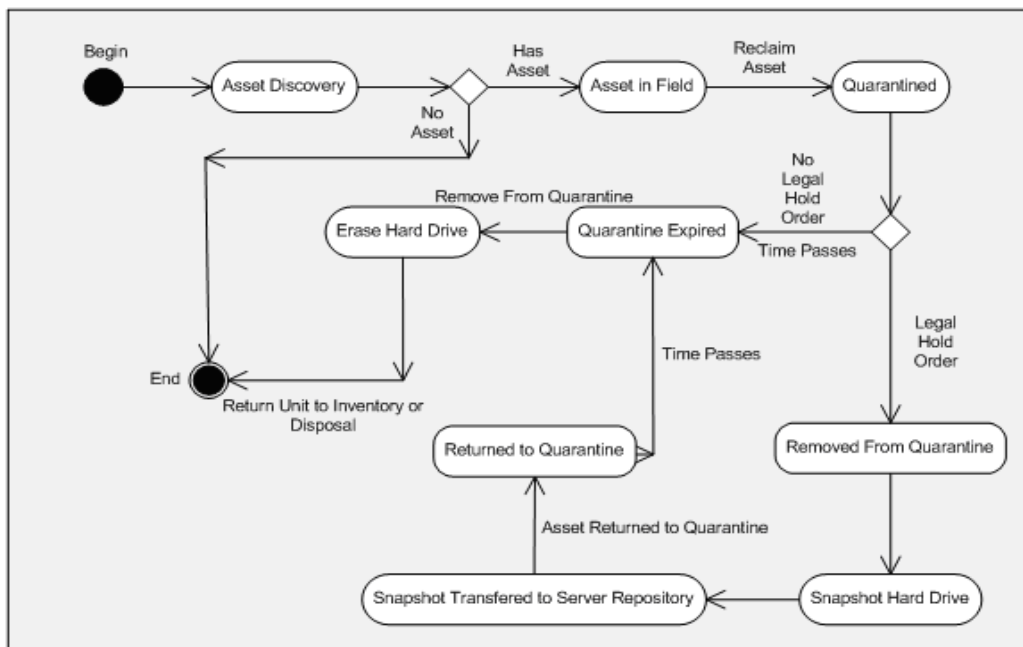 Begin
Asset Discovery
Has
Asset
No
Asset
Asset in Field
Reclaim
Asset
Quarantined
No
Legal
Hold
Order
Time Passes
Remove From Quarantine
Erase Hard Drive
Quarantine Expired
Legal
Hold
Order
Time Passes
End
Return Unit to Inventory or
Disposal
Returned to Quarantine
Removed From Quarantine
Asset Returned to Quarantine
Snapshot Transfered to Server Repository
Snapshot Hard Drive